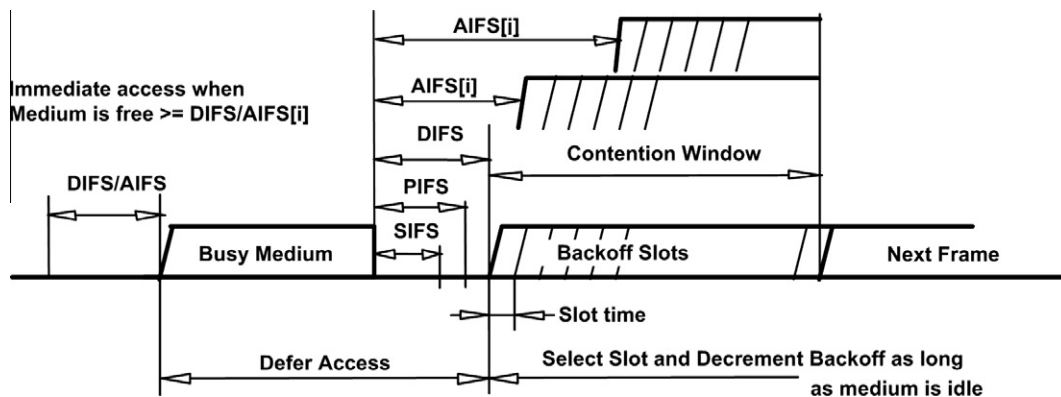 AIFS[i]
Immediate access when
Medium is free >= DIFS/AIFS[i]
AIFS[i]
DIFS
Contention Window
DIFS/AIFS
PIFS
SIFS
Busy Medium
Backoff Slots
Next Frame
Slot time
Defer Access
Select Slot and Decrement Backoff as long
as medium is idle